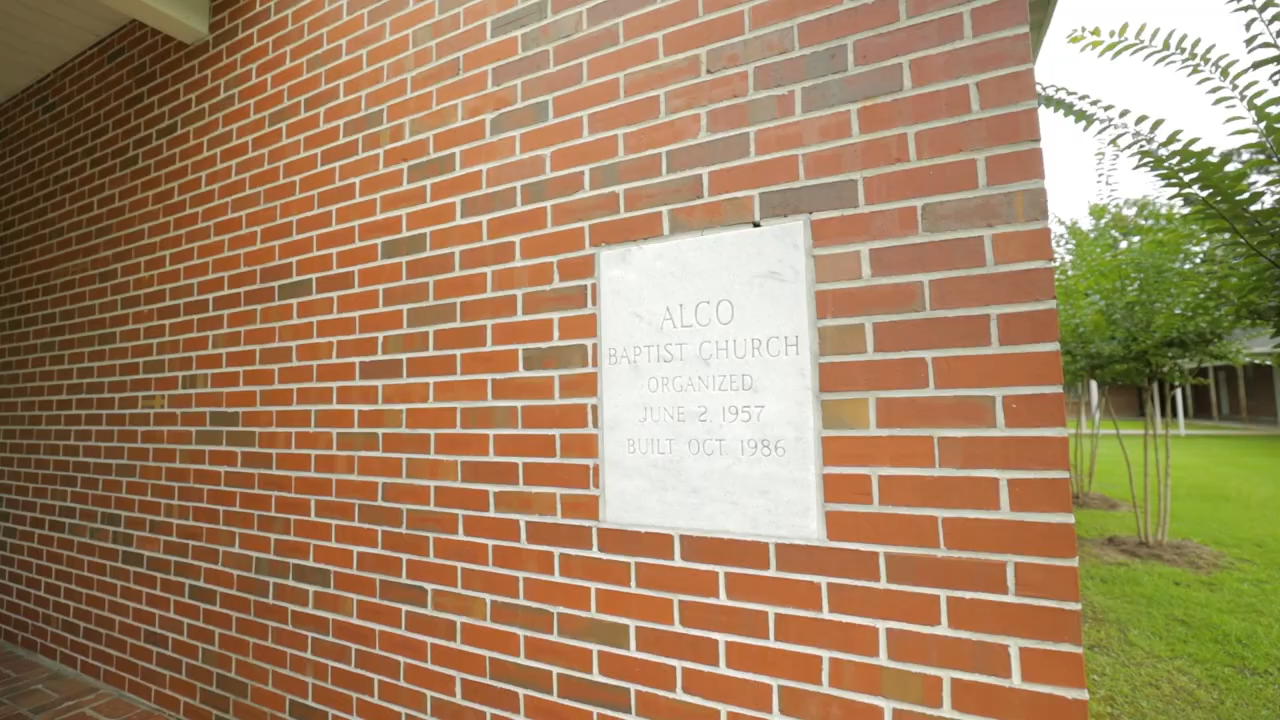 ALCO
BAPTIST CHURCH
ORGANIZED
JUNE 2, 1957
BUILT OCT. 1986